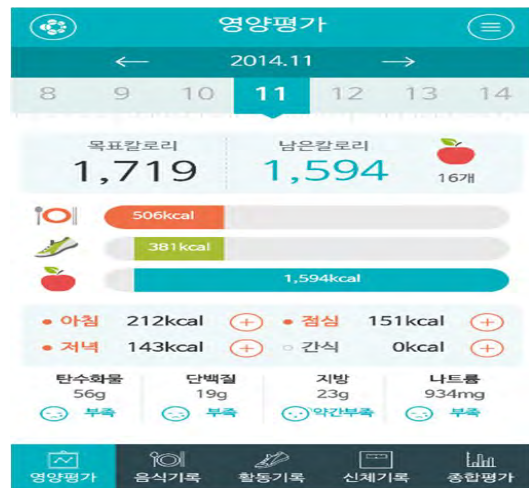 영양평가
← 2014.11 →
8 9 10 11 12 13 14
목표칼로리 남은칼로리
1,719 1,594 16개
506kcal
381kcal
1,594kcal
아침 212kcal 점심 151kcal
저녁 143kcal 간식 0kcal
탄수화물 단백질 지방 나트륨
56g 19g 23g 934mg
부족 부족 약간부족 부족
영양평가 음식기록 활동기록 신체기록 종합평가